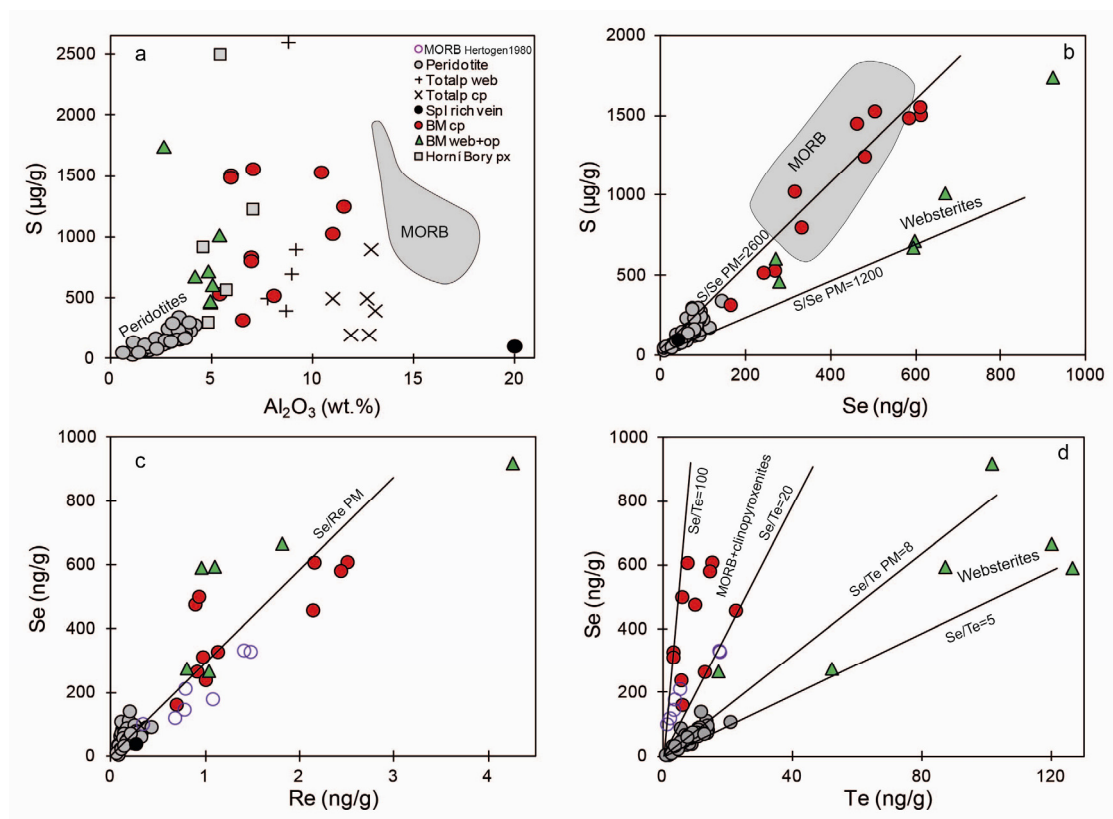 a
2500
2000
1500
1000
500
0
S (µg/g)
0
5
10
15
20
Al₂O₃ (wt.%)
MORB Hertogen1980
Peridotite
Totalp web
Totalp cp
Spl rich vein
BM cp
BM web+op
Horní Bory px
Peridotites
MORB
b
2000
1500
1000
500
0
S (µg/g)
0
200
400
600
800
1000
Se (ng/g)
MORB
S/Se PM=2600
Websterites
S/Se PM=1200
c
1000
800
600
400
200
0
Se (ng/g)
0
1
2
3
4
Re (ng/g)
Se/Re PM
d
1000
800
600
400
200
0
Se (ng/g)
0
40
80
120
Te (ng/g)
Se/Te=100
MORB+clinopyroxenites
Se/Te=20
Se/Te PM=8
Websterites
Se/Te=5